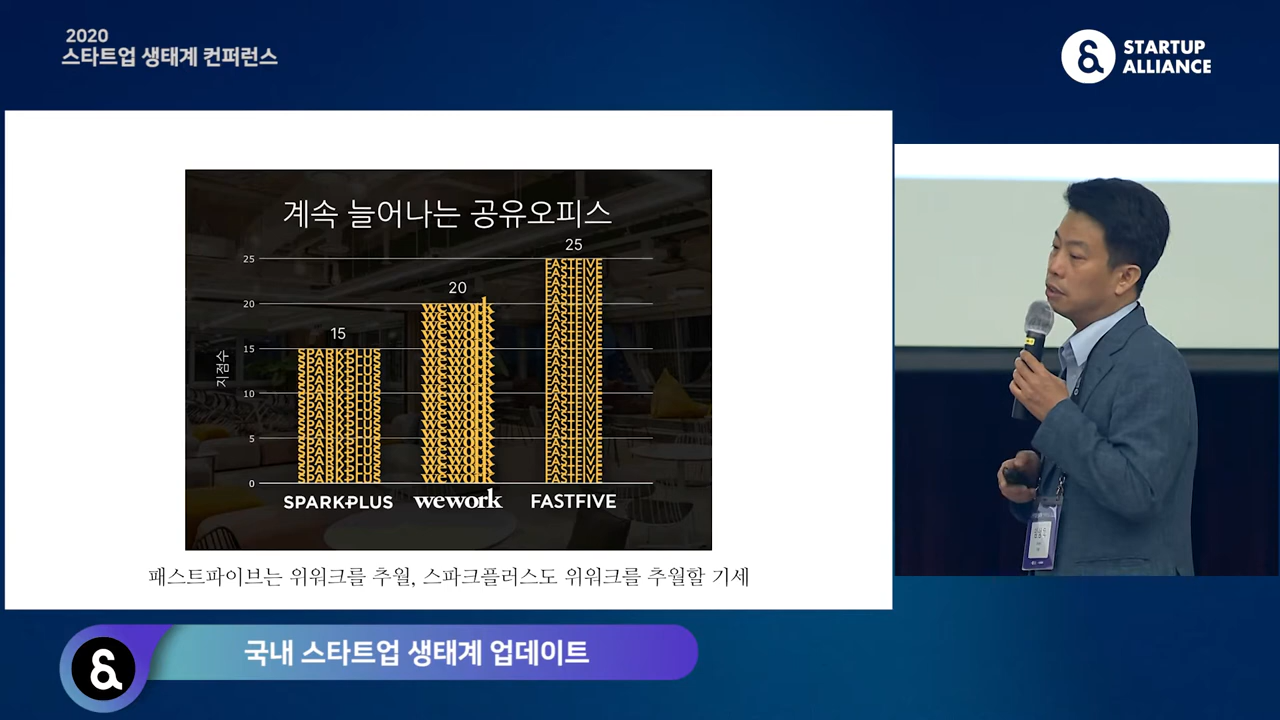 2020
스타트업 생태계 컨퍼런스
STARTUP
ALLIANCE
계속 늘어나는 공유오피스
25
20
15
25
20
15
10
5
0
지점수
SPARKPLUS
wework
FASTFIVE
패스트파이브는 위워크를 추월, 스파크플러스도 위워크를 추월할 기세
국내 스타트업 생태계 업데이트